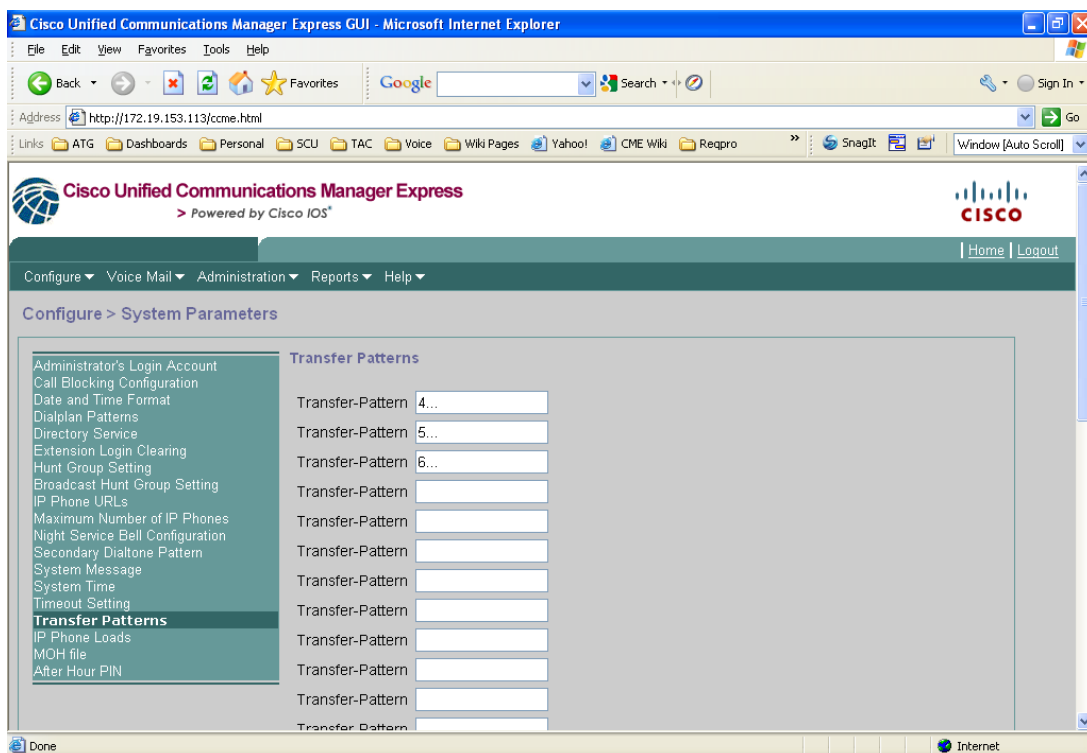 Cisco Unified Communications Manager Express GUI - Microsoft Internet Explorer
File Edit View Favorites Tools Help
Back Favorites Google Search Sign In
Address http://172.19.153.113/ccme.html Go
Links ATG Dashboards Personal SCU TAC Voice Wiki Pages Yahoo! CME Wiki Reqpro » SnagIt Window [Auto Scroll]
Cisco Unified Communications Manager Express
> Powered by Cisco IOS®
CISCO
Home Logout
Configure Voice Mail Administration Reports Help
Configure > System Parameters
Administrator's Login Account
Call Blocking Configuration
Date and Time Format
Dialplan Patterns
Directory Service
Extension Login Clearing
Hunt Group Setting
Broadcast Hunt Group Setting
IP Phone URLs
Maximum Number of IP Phones
Night Service Bell Configuration
Secondary Dialtone Pattern
System Message
System Time
Timeout Setting
Transfer Patterns
IP Phone Loads
MOH file
After Hour PIN
Transfer Patterns
Transfer-Pattern 4...
Transfer-Pattern 5...
Transfer-Pattern 6...
Transfer-Pattern
Transfer-Pattern
Transfer-Pattern
Transfer-Pattern
Transfer-Pattern
Transfer-Pattern
Transfer-Pattern
Transfer-Pattern
Transfer-Pattern
Done Internet